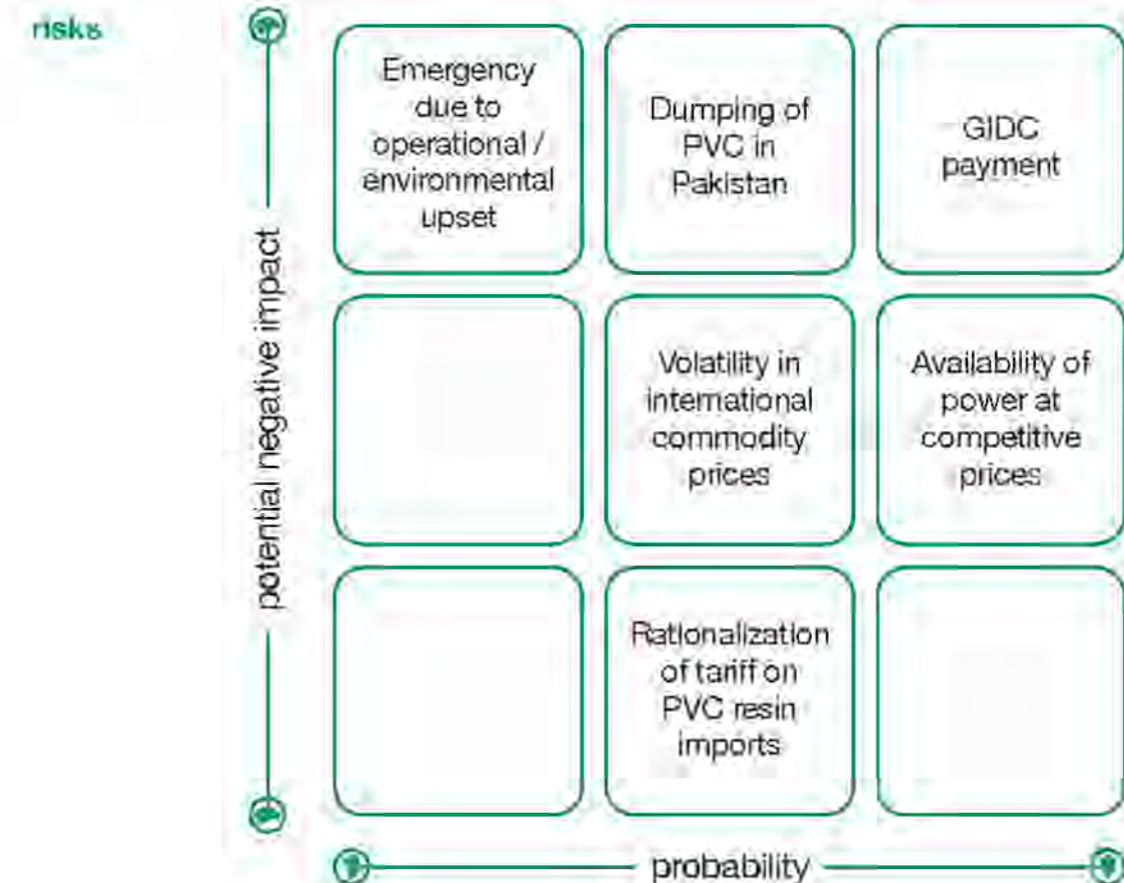 risks
Emergency
due to
operational /
environmental
upset
Dumping of
PVC in
Pakistan
GIDC
payment
potential negative impact
Volatility in
international
commodity
prices
Availability of
power at
competitive
prices
Rationalization
of tariff on
PVC resin
imports
probability